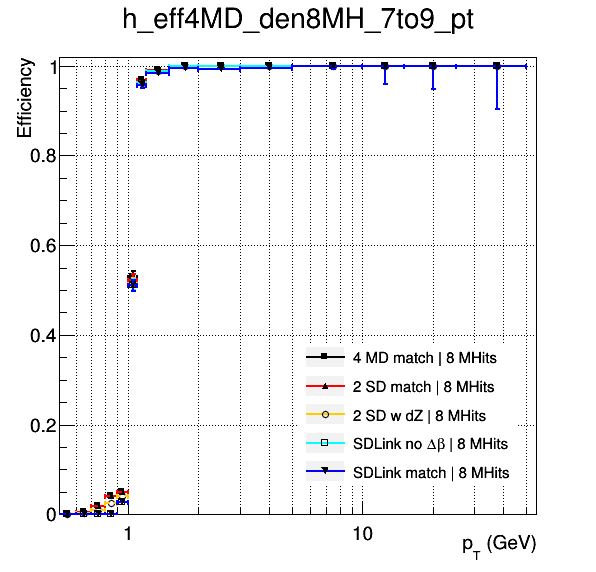 h_eff4MD_den8MH_7to9_pt
Efficiency
1
0.8
0.6
0.4
0.2
0
4 MD match | 8 MHits
2 SD match | 8 MHits
2 SD w dZ | 8 MHits
SDLink no Δβ | 8 MHits
SDLink match | 8 MHits
1
10
p_T (GeV)